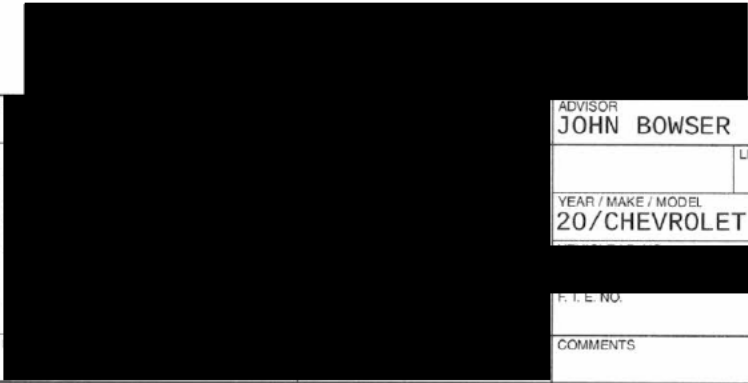 ADVISOR
JOHN BOWSER
YEAR / MAKE / MODEL
20/CHEVROLET
F. T. E. NO.
COMMENTS